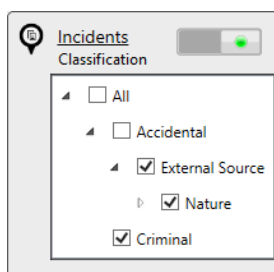 Incidents
Classification
All
Accidental
External Source
Nature
Criminal